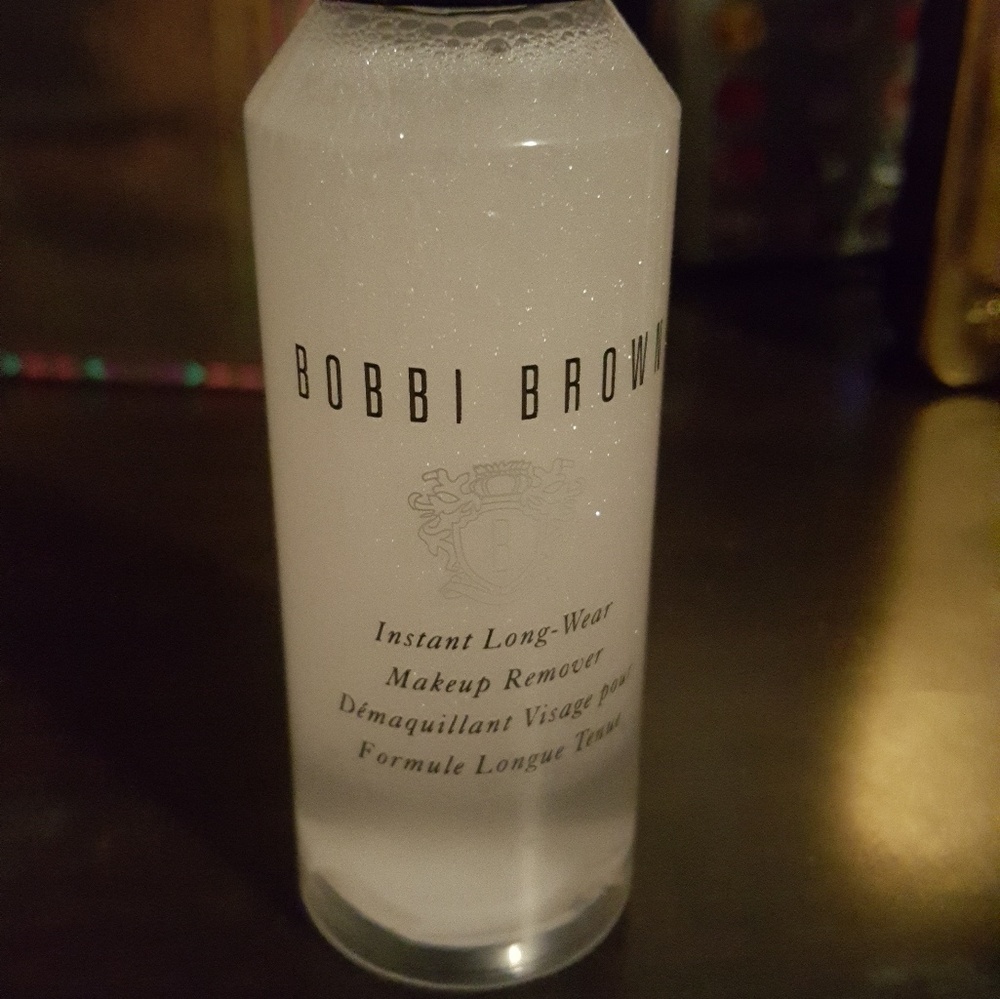 BOBBI BROWN
Instant Long-Wear
Makeup Remover
Démaquillant Visage pour
Formule Longue Tenue